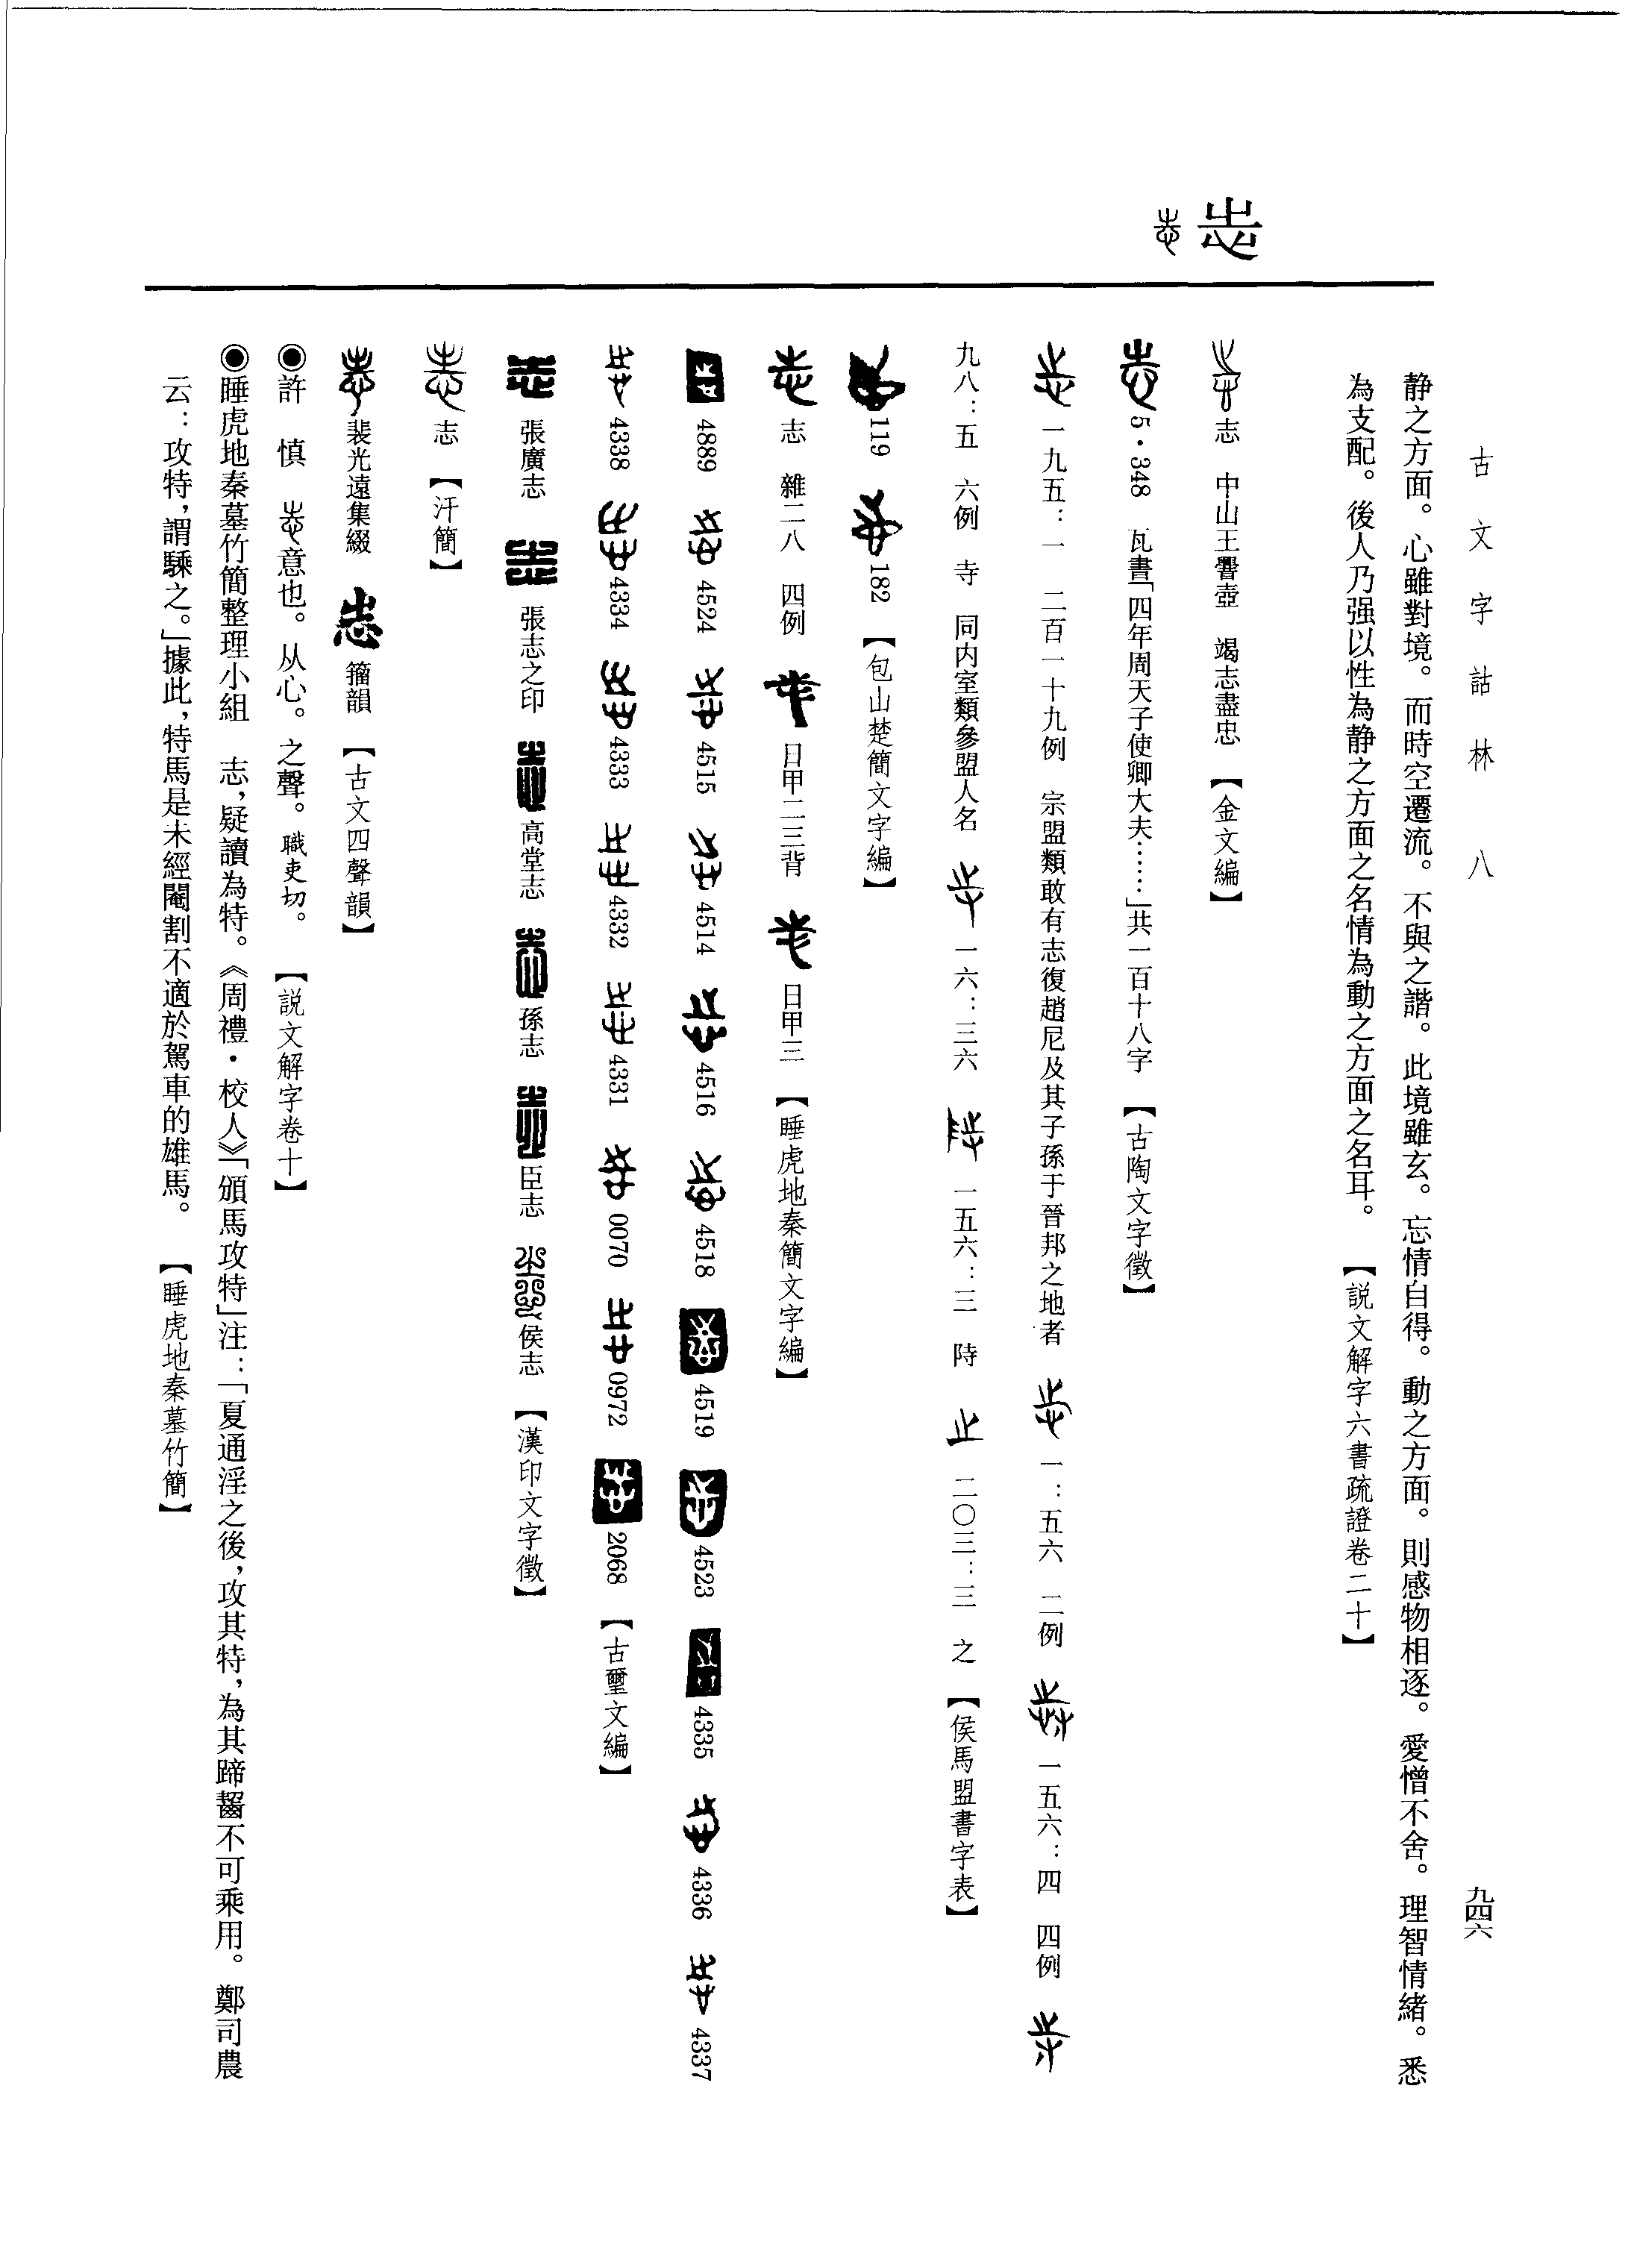 古文字詁林　八
九四六
静之方面。心雖對境。而時空遷流。不與之諧。此境雖玄。忘情自得。動之方面。則感物相逐。愛憎不舍。理智情緒。悉
為支配。後人乃强以性為静之方面之名情為動之方面之名耳。　【説文解字六書疏證卷二十】
志　中山王䰢壺　竭志盡忠　【金文編】
5·348　瓦書「四年周天子使卿大夫……」共一百十八字　【古陶文字徵】
一九五：一　二百一十九例　宗盟類敢有志復趙尼及其子孫于晉邦之地者　一：五六　二例　一五六：四　四例
九八：五　六例　寺　同内室類參盟人名　一六：三六　一五六：三　時　二〇三：三　之　【侯馬盟書字表】
119　182　【包山楚簡文字編】
志　雜二八　四例　日甲二三背　日甲三　【睡虎地秦簡文字編】
4889　4524　4515　4514　4516　4518　4519　4523　4335　4336　4337
4338　4334　4333　4332　4331　0070　0972　2068　【古璽文編】
張廣志　張志之印　高堂志　孫志　臣志　侯志　【漢印文字徵】
志　【汗簡】
裴光遠集綴　籀韻　【古文四聲韻】
◉許　慎　意也。从心。之聲。職吏切。　【説文解字卷十】
◉睡虎地秦墓竹簡整理小組　志，疑讀為特。《周禮·校人》「頒馬攻特」注：「夏通淫之後，攻其特，為其蹄齧不可乘用。鄭司農
云：攻特，謂騬之。」據此，特馬是未經閹割不適於駕車的雄馬。　【睡虎地秦墓竹簡】